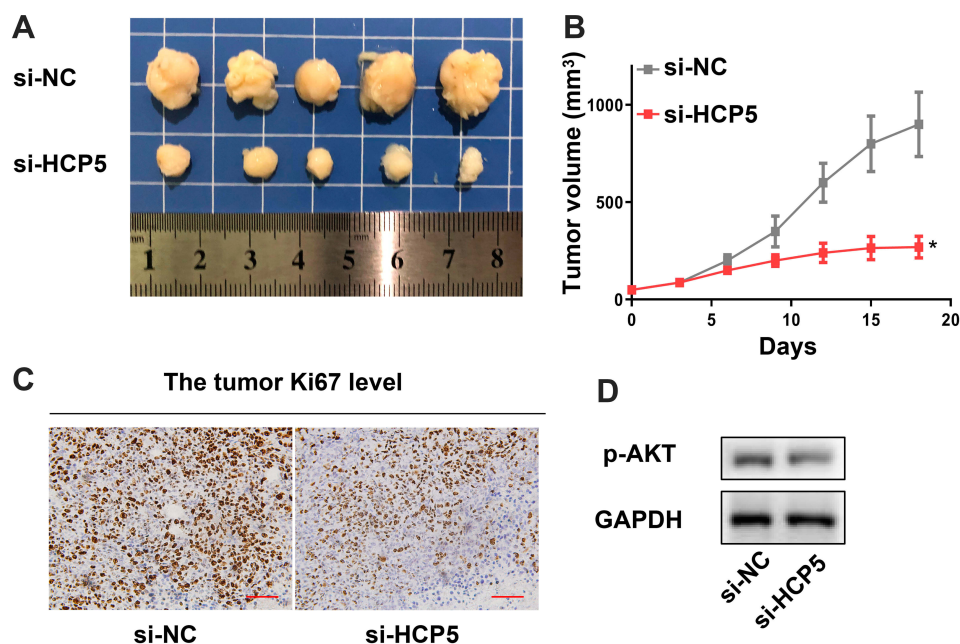 A
si-NC
si-HCP5
mm
mm
1 2 3 4 5 6 7 8
B
si-NC
si-HCP5
Tumor volume (mm³)
1000
500
0
*
0 5 10 15 20
Days
C
The tumor Ki67 level
si-NC si-HCP5
D
p-AKT
GAPDH
si-NC
si-HCP5